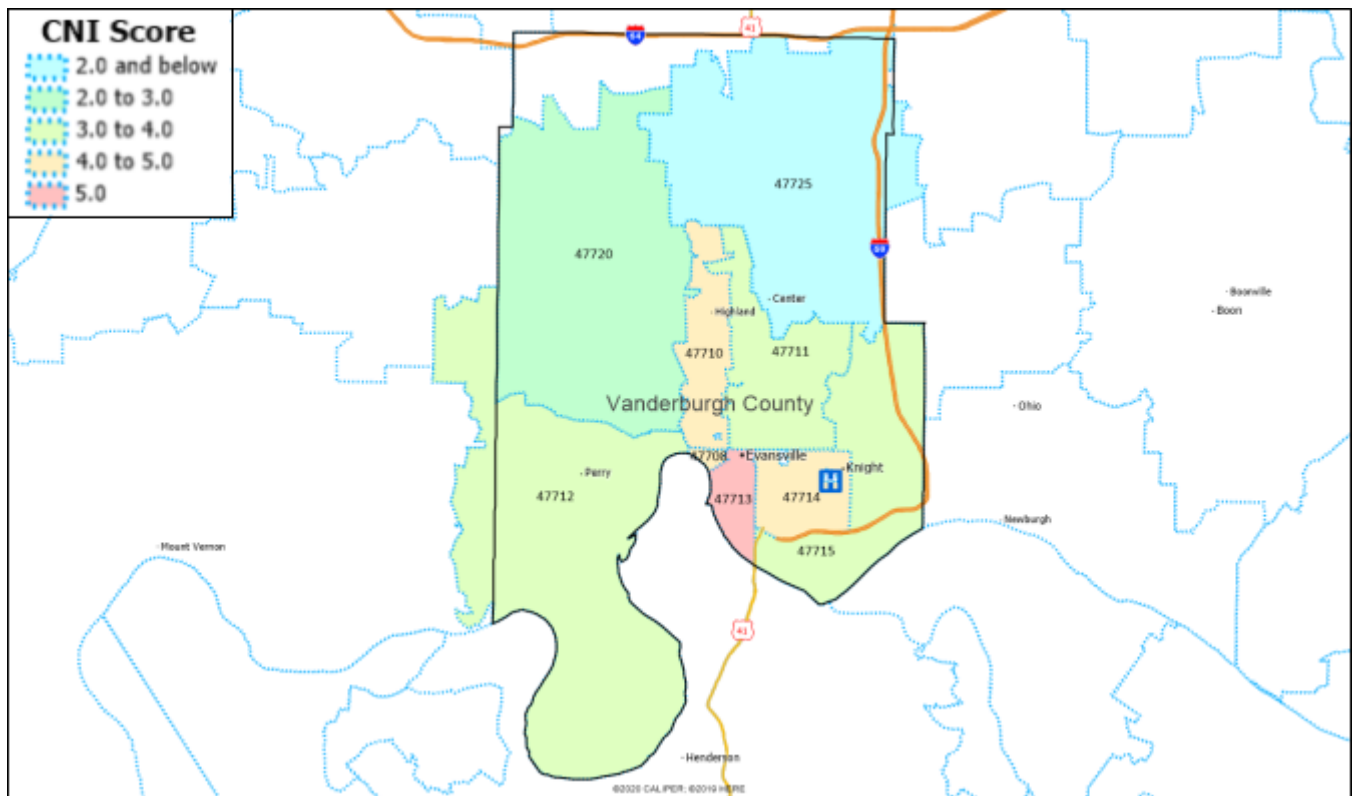 CNI Score
2.0 and below
2.0 to 3.0
3.0 to 4.0
4.0 to 5.0
5.0
64
41
47725
47720
69
Center
Highland
Boonville
Boon
47710
47711
Vanderburgh County
Ohio
47708
Evansville
Perry
Knight
H
47712
47713
47714
Newburgh
Mount Vernon
47715
41
Henderson
©2020 CALIPER; ©2019 HERE